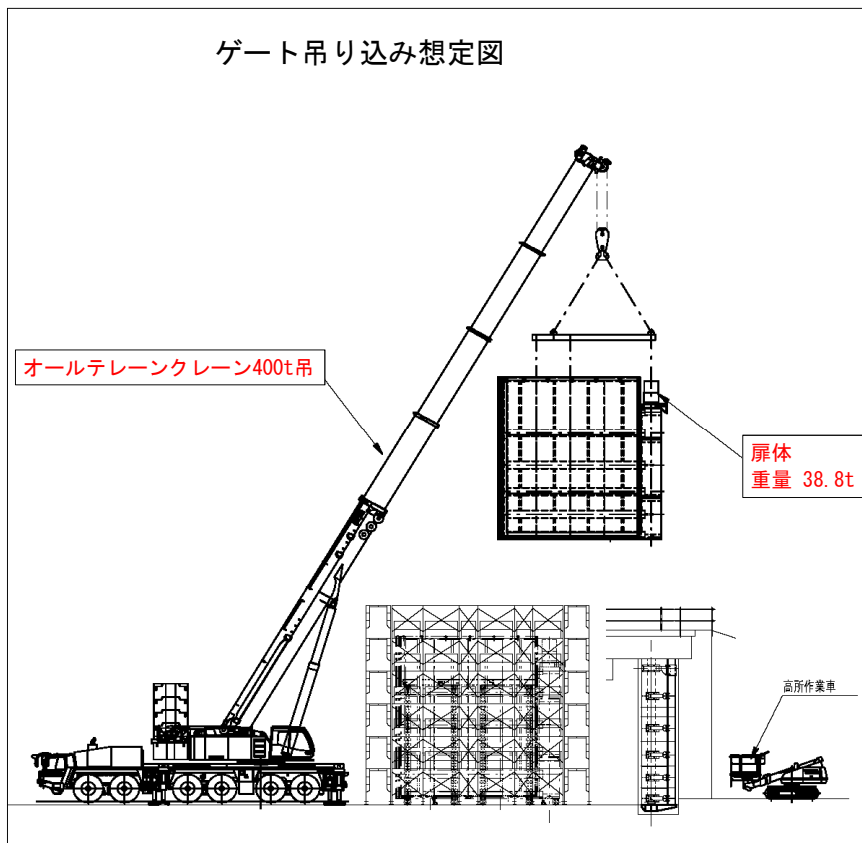 ゲート吊り込み想定図
オールテレーンクレーン400t吊
扉体
重量 38.8t
高所作業車